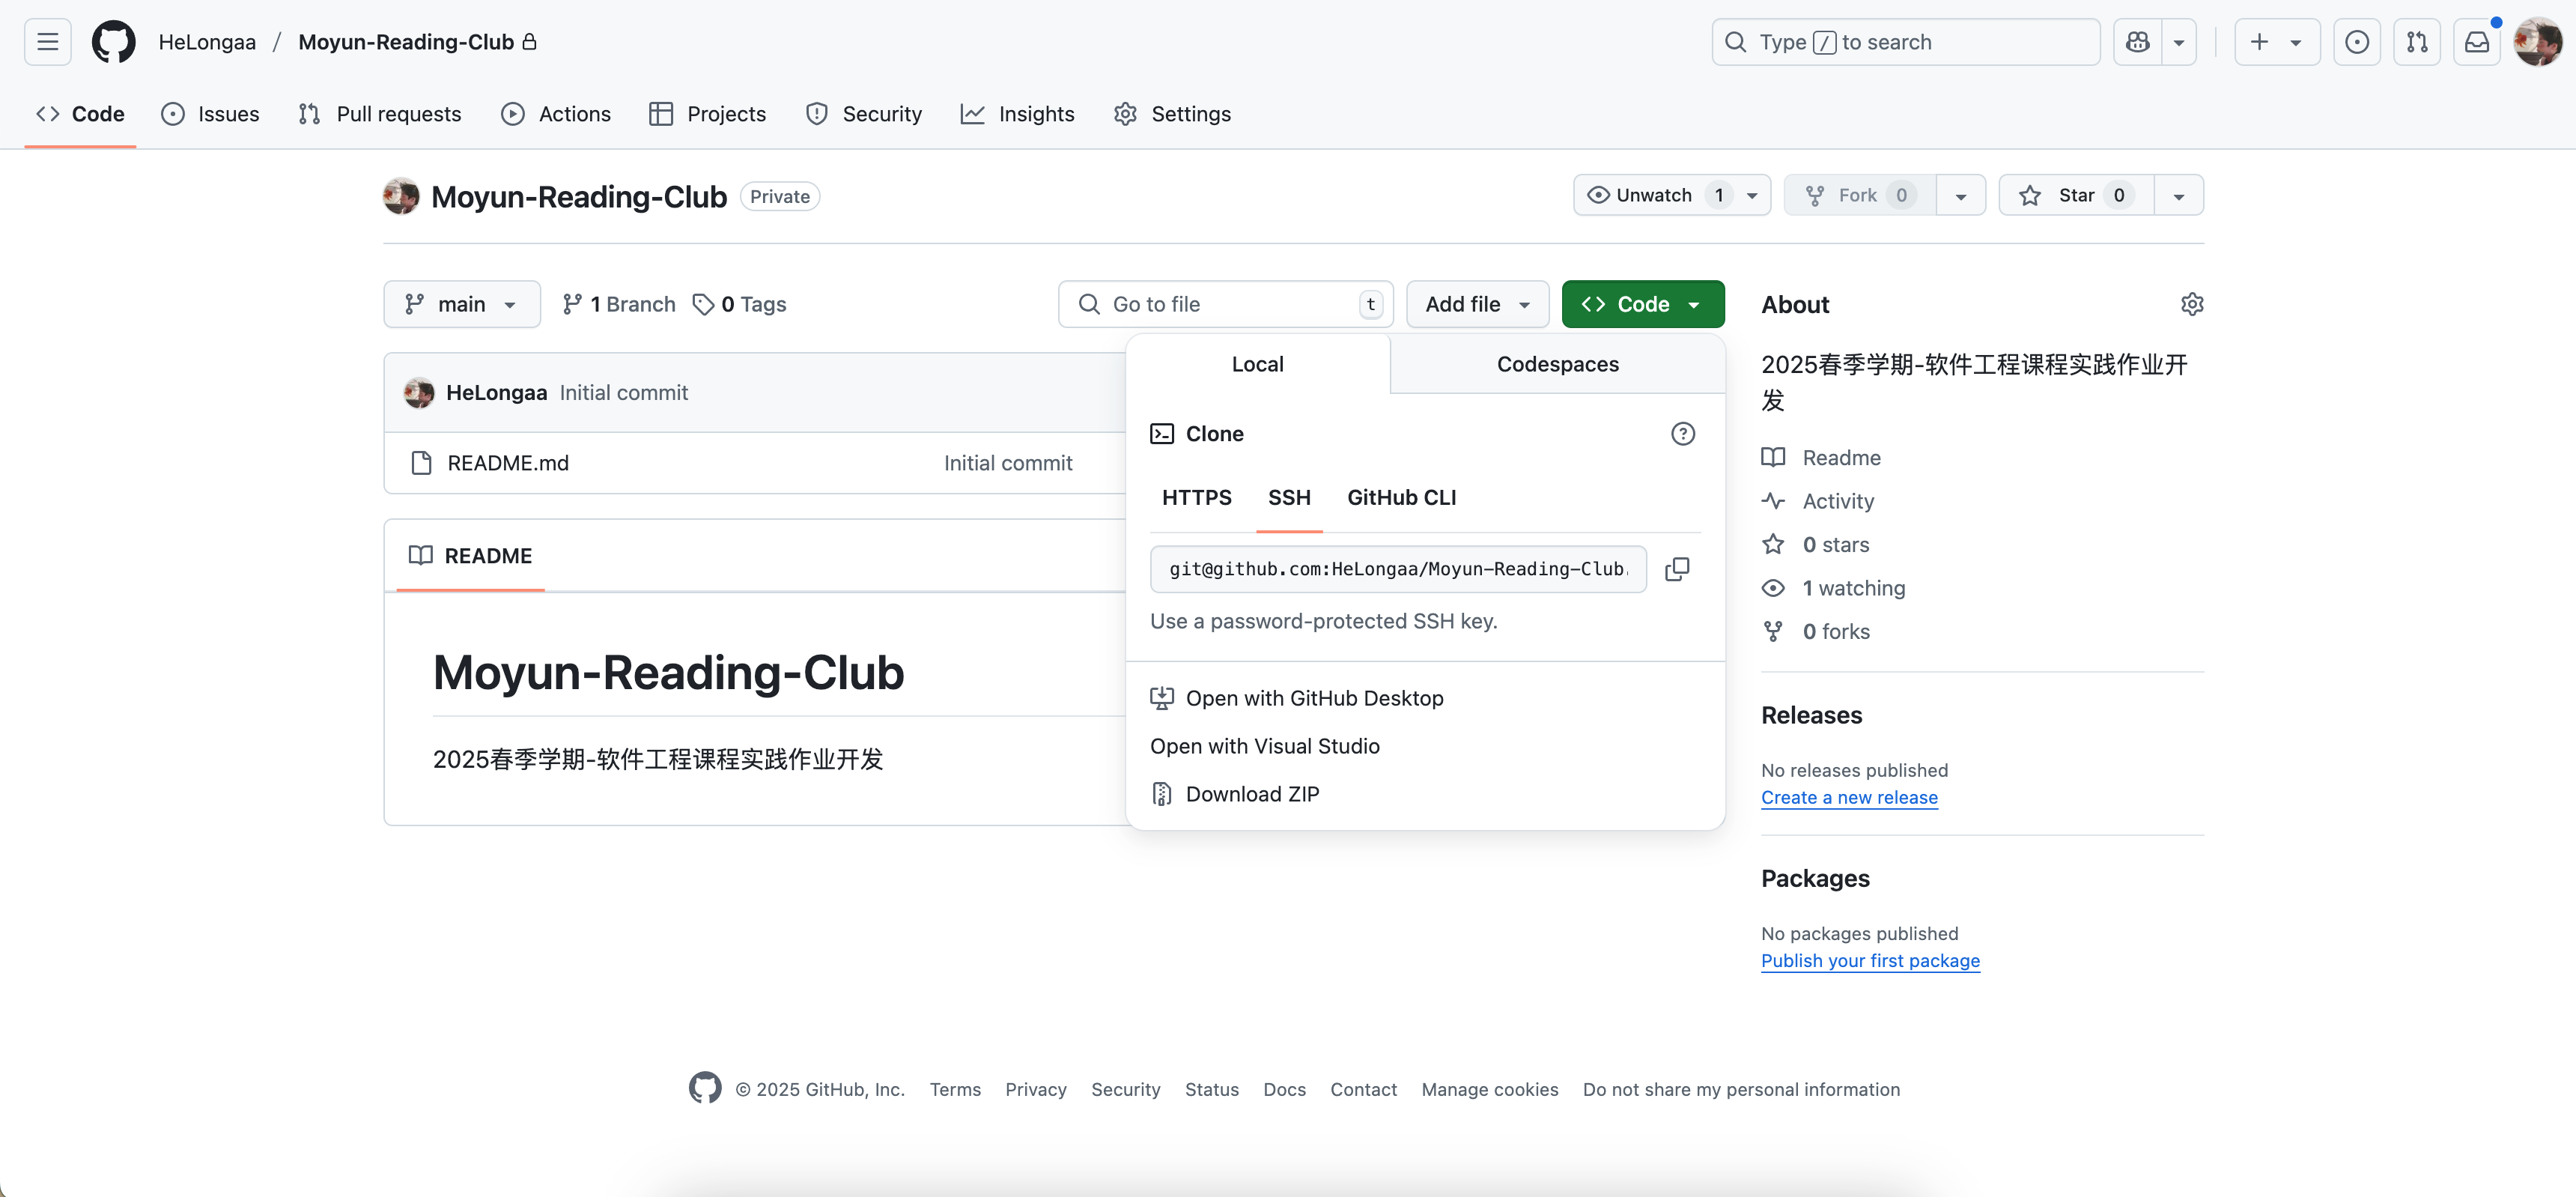 HeLongaa / Moyun-Reading-Club
Type / to search
Code Issues Pull requests Actions Projects Security Insights Settings
Moyun-Reading-Club Private
Unwatch 1 Fork 0 Star 0
main 1 Branch 0 Tags
Go to file t Add file Code
HeLongaa Initial commit
README.md Initial commit
README
Moyun-Reading-Club
2025春季学期-软件工程课程实践作业开发
Local Codespaces
Clone
HTTPS SSH GitHub CLI
git@github.com:HeLongaa/Moyun-Reading-Club.
Use a password-protected SSH key.
Open with GitHub Desktop
Open with Visual Studio
Download ZIP
About
2025春季学期-软件工程课程实践作业开
发
Readme
Activity
0 stars
1 watching
0 forks
Releases
No releases published
Create a new release
Packages
No packages published
Publish your first package
© 2025 GitHub, Inc. Terms Privacy Security Status Docs Contact Manage cookies Do not share my personal information